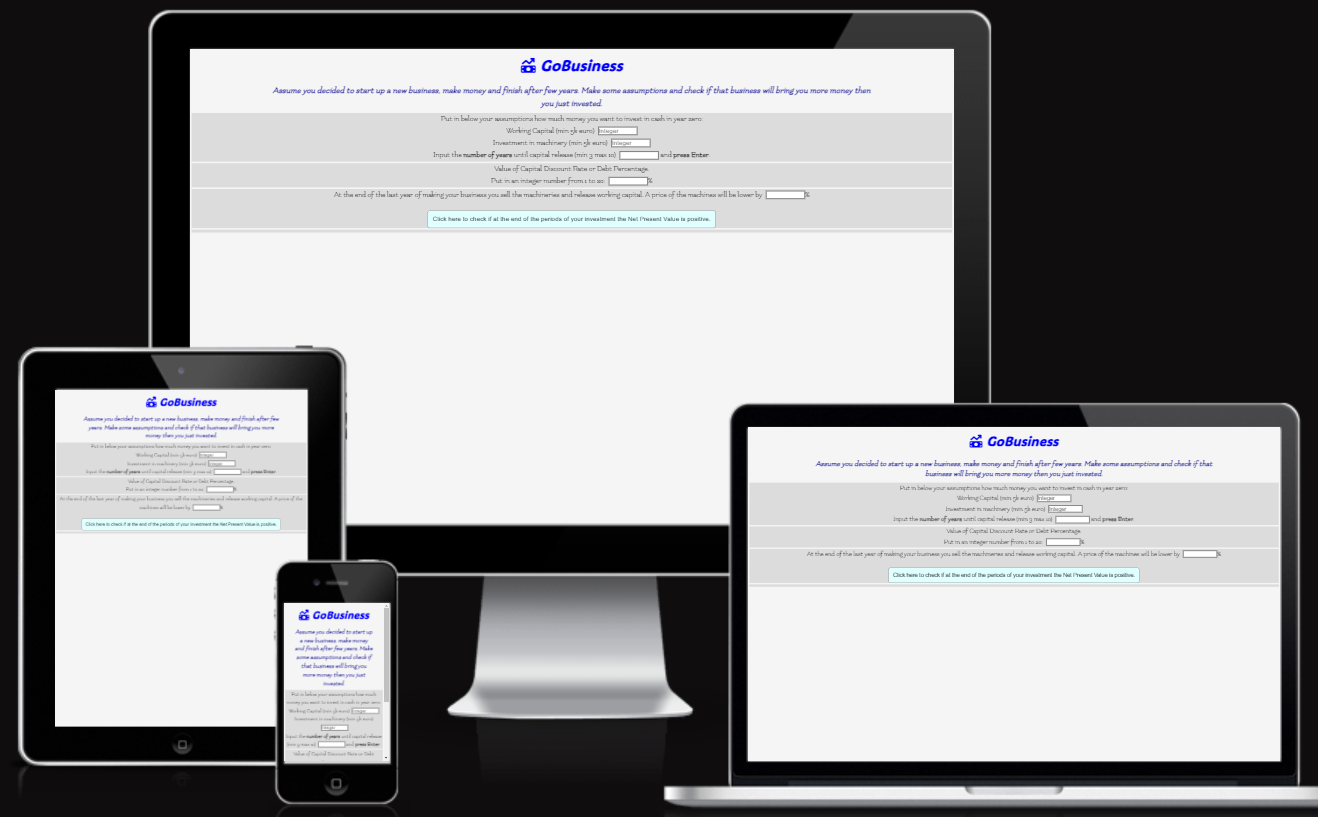 GoBusiness
Assume you decided to start up a new business, make money and finish after few years. Make some assumptions and check if that business will bring you more money then
you just invested.
Put in below your assumptions how much money you want to invest in cash in year zero:
Working Capital (min 5k euro): Integer
Investment in machinery (min 5k euro): Integer
Input the number of years until capital release (min 3 max 10): and press Enter.
Value of Capital Discount Rate or Debt Percentage.
Put in an integer number from 1 to 20: %
At the end of the last year of making your business you sell the machineries and release working capital. A price of the machines will be lower by: %
Click here to check if at the end of the periods of your investment the Net Present Value is positive.
GoBusiness
Assume you decided to start up a new business, make money and finish after few
years. Make some assumptions and check if that business will bring you more
money then you just invested.
Put in below your assumptions how much money you want to invest in cash in year zero:
Working Capital (min 5k euro): Integer
Investment in machinery (min 5k euro): Integer
Input the number of years until capital release (min 3 max 10): and press Enter.
Value of Capital Discount Rate or Debt Percentage.
Put in an integer number from 1 to 20: %
At the end of the last year of making your business you sell the machineries and release working capital. A price of the
machines will be lower by: %
Click here to check if at the end of the periods of your investment the Net Present Value is positive.
GoBusiness
Assume you decided to start up
a new business, make money
and finish after few years. Make
some assumptions and check if
that business will bring you
more money then you just
invested.
Put in below your assumptions how much
money you want to invest in cash in year zero:
Working Capital (min 5k euro): Integer
Investment in machinery (min 5k euro):
Integer
Input the number of years until capital release
(min 3 max 10): and press Enter.
Value of Capital Discount Rate or Debt
GoBusiness
Assume you decided to start up a new business, make money and finish after few years. Make some assumptions and check if that
business will bring you more money then you just invested.
Put in below your assumptions how much money you want to invest in cash in year zero:
Working Capital (min 5k euro): Integer
Investment in machinery (min 5k euro): Integer
Input the number of years until capital release (min 3 max 10): and press Enter.
Value of Capital Discount Rate or Debt Percentage.
Put in an integer number from 1 to 20: %
At the end of the last year of making your business you sell the machineries and release working capital. A price of the machines will be lower by: %
Click here to check if at the end of the periods of your investment the Net Present Value is positive.